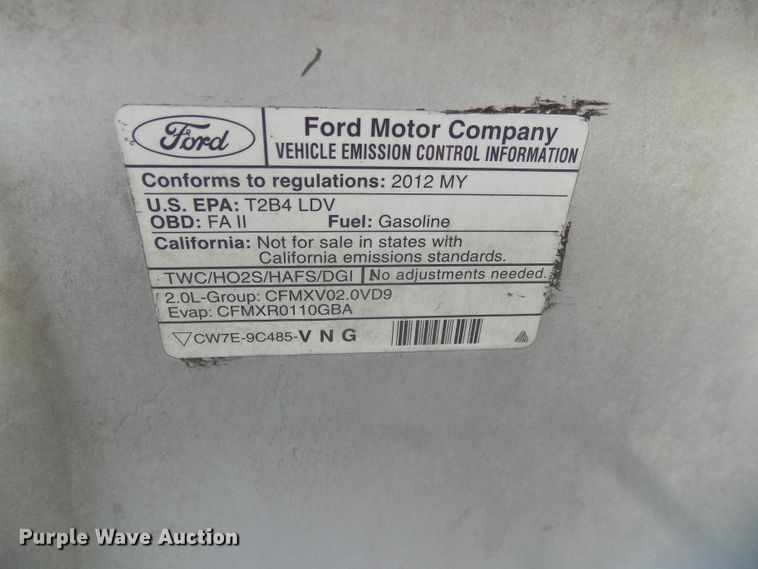 Ford
Ford Motor Company
VEHICLE EMISSION CONTROL INFORMATION
Conforms to regulations: 2012 MY
U.S. EPA: T2B4 LDV
OBD: FA II Fuel: Gasoline
California: Not for sale in states with
California emissions standards.
TWC/HO2S/HAFS/DGI No adjustments needed.
2.0L-Group: CFMXV02.0VD9
Evap: CFMXR0110GBA
CW7E-9C485-V N G
Purple Wave Auction